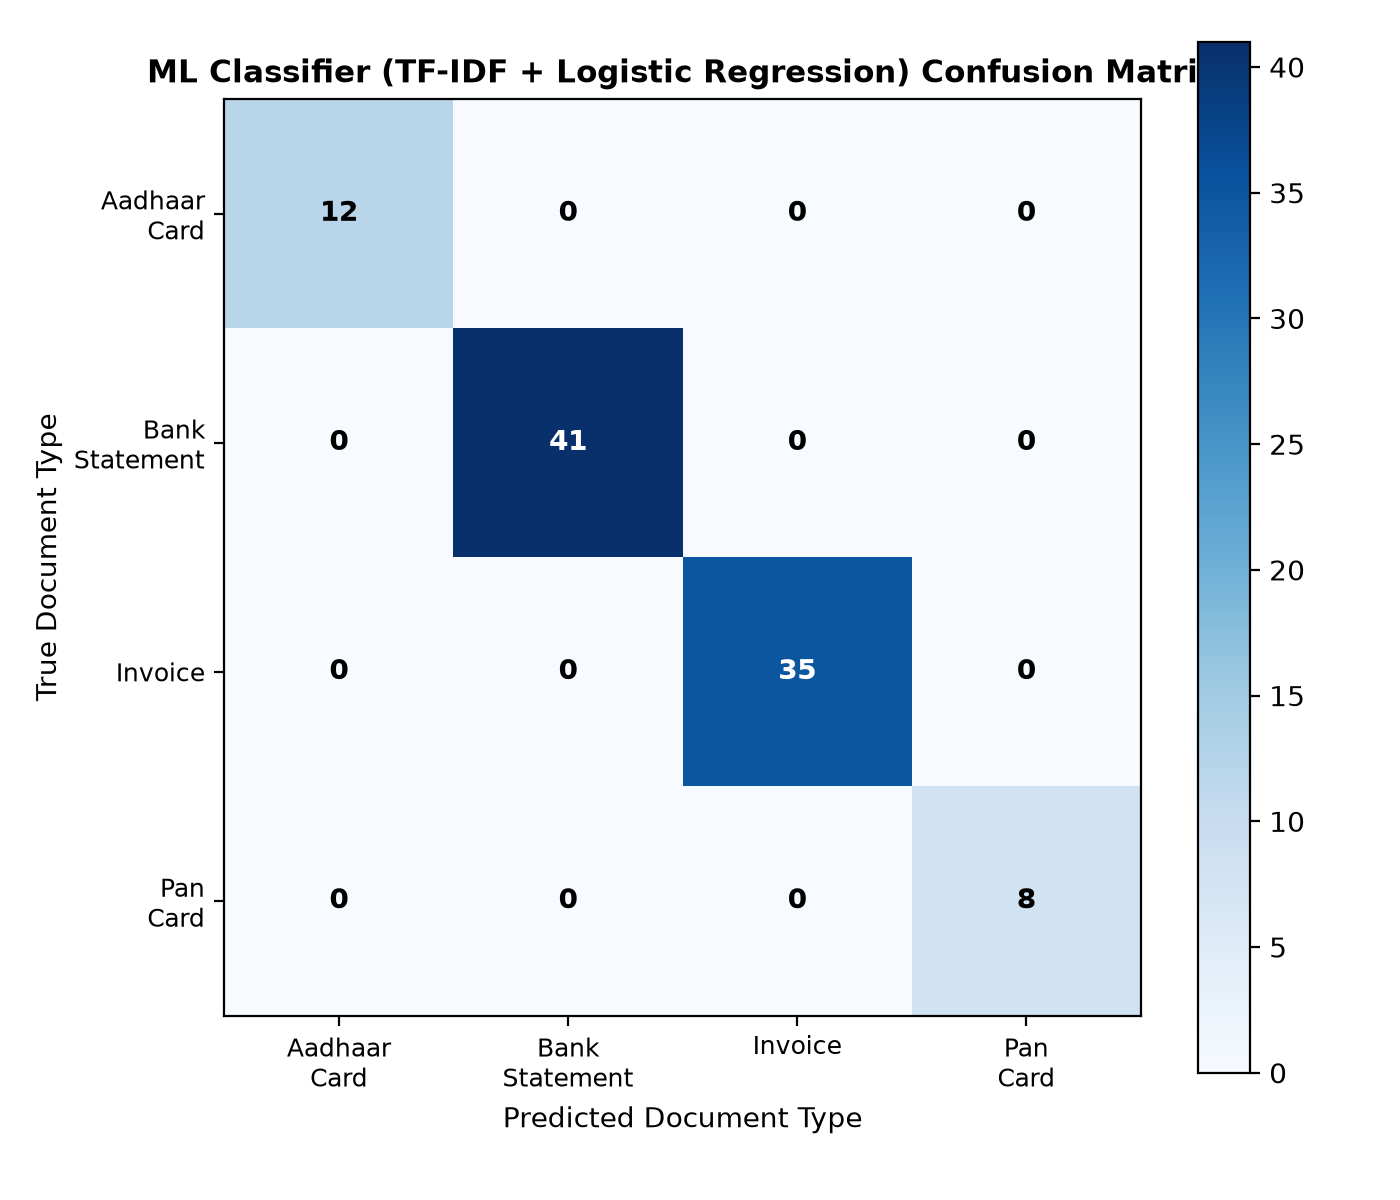 ML Classifier (TF-IDF + Logistic Regression) Confusion Matri
40
35
30
25
20
15
10
5
0
True Document Type
Aadhaar
Card
12 0 0 0
Bank
Statement
0 41 0 0
Invoice
0 0 35 0
Pan
Card
0 0 0 8
Aadhaar
Card
Bank
Statement
Invoice
Pan
Card
Predicted Document Type